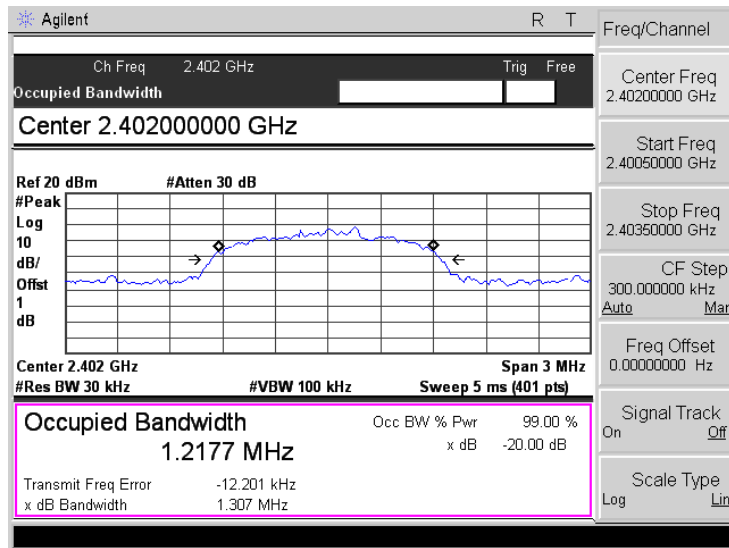 Agilent R T
Ch Freq 2.402 GHz Trig Free
Occupied Bandwidth
Center 2.402000000 GHz
Ref 20 dBm #Atten 30 dB
#Peak
Log
10
dB/
Offst
1
dB
Center 2.402 GHz Span 3 MHz
#Res BW 30 kHz #VBW 100 kHz Sweep 5 ms (401 pts)
Occupied Bandwidth Occ BW % Pwr 99.00 %
1.2177 MHz x dB -20.00 dB
Transmit Freq Error -12.201 kHz
x dB Bandwidth 1.307 MHz
Freq/Channel
Center Freq
2.40200000 GHz
Start Freq
2.40050000 GHz
Stop Freq
2.40350000 GHz
CF Step
300.000000 kHz
Auto Man
Freq Offset
0.00000000 Hz
Signal Track
On Off
Scale Type
Log Lin